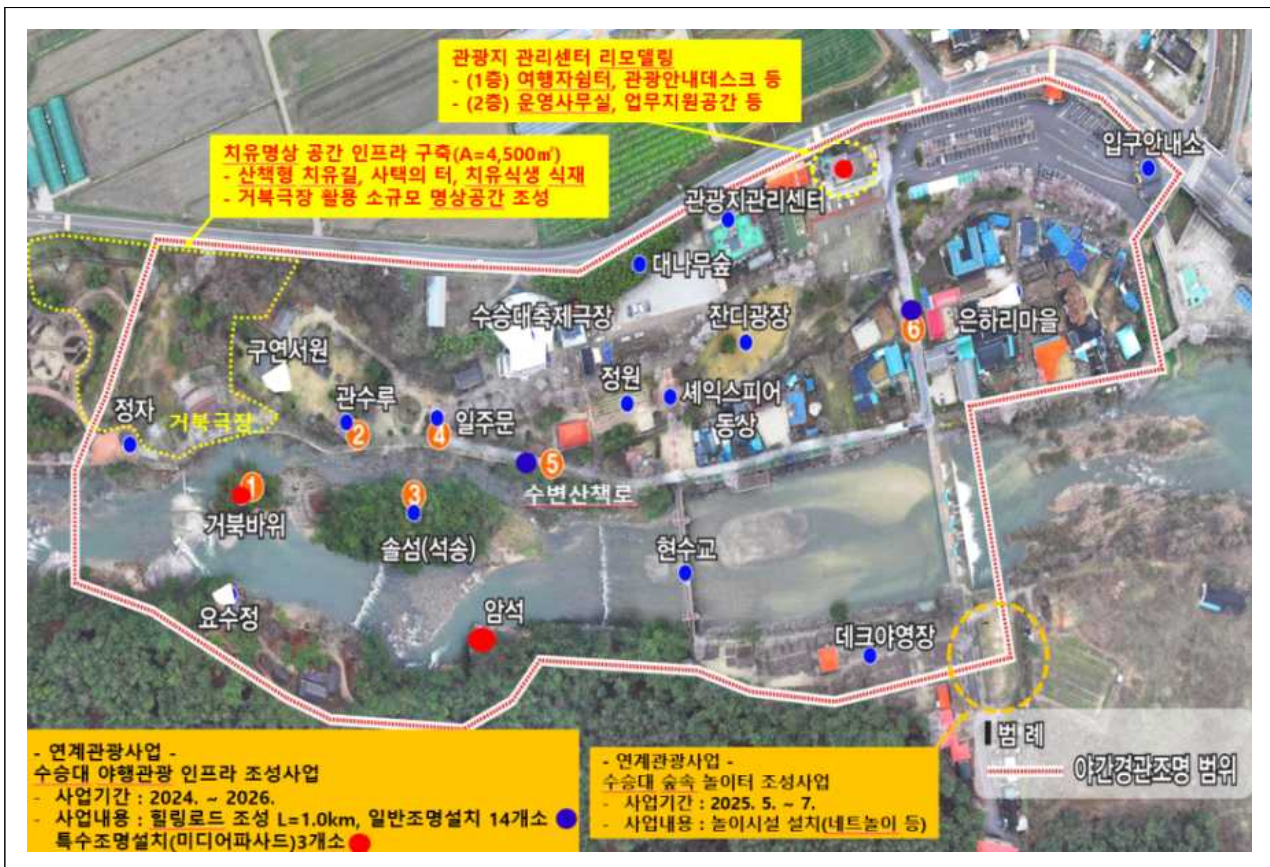 관광지 관리센터 리모델링
- (1층) 여행자쉼터, 관광안내데스크 등
- (2층) 운영사무실, 업무지원공간 등
치유명상 공간 인프라 구축(A=4,500㎡)
- 산책형 치유길, 사택의 터, 치유식생 식재
- 거북극장 활용 소규모 명상공간 조성
입구안내소
관광지관리센터
대나무숲
수승대축제극장
잔디광장
은하리마을
6
구연서원
정원
셰익스피어
동상
정자
거북극장
관수루
2
일주문
4
5
수변산책로
1
거북바위
3
솔섬(석송)
현수교
요수정
암석
데크야영장
- 연계관광사업 -
수승대 야행관광 인프라 조성사업
- 사업기간 : 2024. ~ 2026.
- 사업내용 : 힐링로드 조성 L=1.0km, 일반조명설치 14개소
특수조명설치(미디어파사드)3개소
- 연계관광사업 -
수승대 숲속 놀이터 조성사업
- 사업기간 : 2025. 5. ~ 7.
- 사업내용 : 놀이시설 설치(네트놀이 등)
범 례
야간경관조명 범위